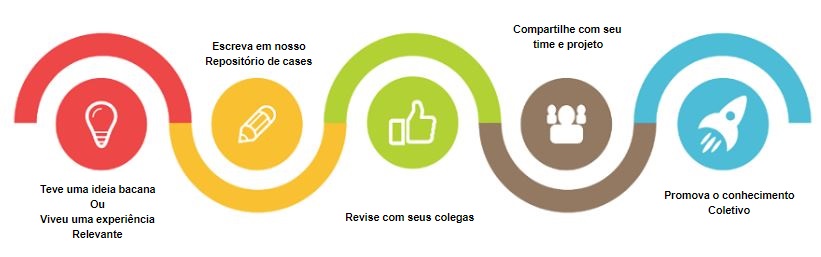 Teve uma ideia bacana
Ou
Viveu uma experiência
Relevante
Escreva em nosso
Repositório de cases
Revise com seus colegas
Compartilhe com seu
time e projeto
Promova o conhecimento
Coletivo